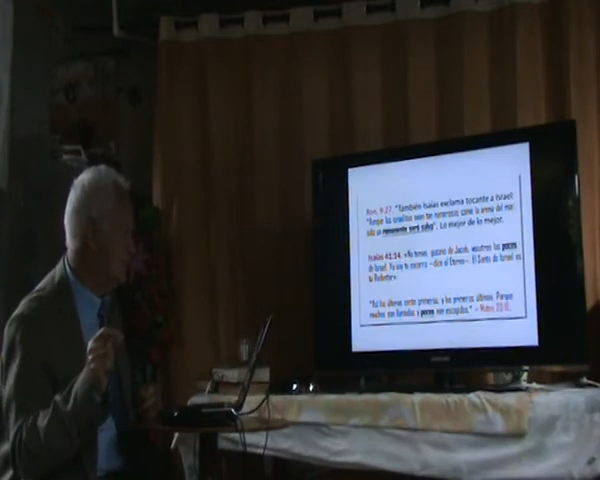 Rom. 9:27. "También Isaías exclama tocante a Israel:
"Porque los israelitas sean tan numerosos como la arena del mar,
solo un remanente será salvo". Lo mejor de lo mejor.
Isaías 41:14. «No temas, gusano de Jacob, vosotros los pocos
de Israel. Yo soy tu socorro —dice el Eterno—. El Santo de Israel es
tu Redentor».
"Así los últimos serán primeros, y los primeros últimos. Porque
muchos son llamados y pocos son escogidos." – Mateo 20:16.